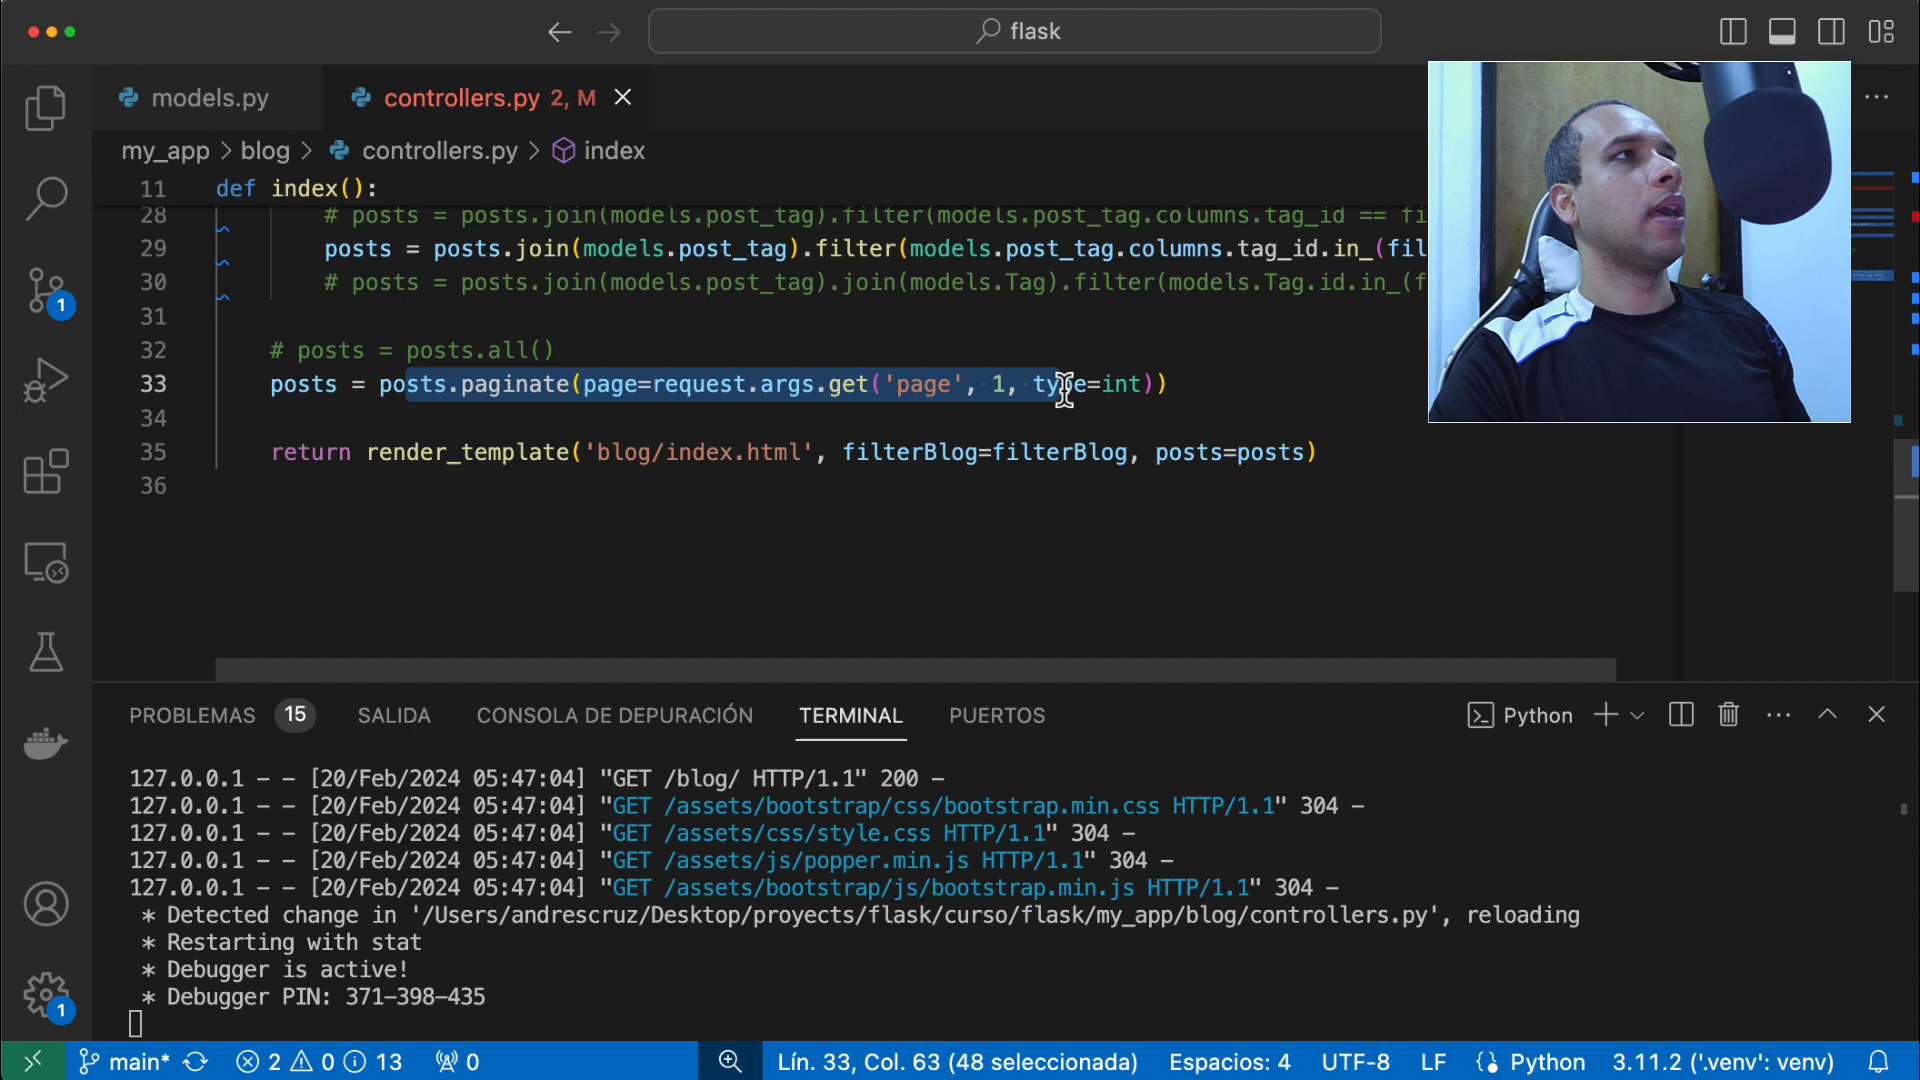 flask
models.py
controllers.py 2, M
my_app > blog > controllers.py > index
11 def index():
28 # posts = posts.join(models.post_tag).filter(models.post_tag.columns.tag_id == fi
29 posts = posts.join(models.post_tag).filter(models.post_tag.columns.tag_id.in_(fil
30 # posts = posts.join(models.post_tag).join(models.Tag).filter(models.Tag.id.in_(f
31
32 # posts = posts.all()
33 posts = posts.paginate(page=request.args.get('page', 1, type=int))
34
35 return render_template('blog/index.html', filterBlog=filterBlog, posts=posts)
36
1
1
PROBLEMAS 15 SALIDA CONSOLA DE DEPURACIÓN TERMINAL PUERTOS Python
127.0.0.1 - - [20/Feb/2024 05:47:04] "GET /blog/ HTTP/1.1" 200 -
127.0.0.1 - - [20/Feb/2024 05:47:04] "GET /assets/bootstrap/css/bootstrap.min.css HTTP/1.1" 304 -
127.0.0.1 - - [20/Feb/2024 05:47:04] "GET /assets/css/style.css HTTP/1.1" 304 -
127.0.0.1 - - [20/Feb/2024 05:47:04] "GET /assets/js/popper.min.js HTTP/1.1" 304 -
127.0.0.1 - - [20/Feb/2024 05:47:04] "GET /assets/bootstrap/js/bootstrap.min.js HTTP/1.1" 304 -
* Detected change in '/Users/andrescruz/Desktop/proyects/flask/curso/flask/my_app/blog/controllers.py', reloading
* Restarting with stat
* Debugger is active!
* Debugger PIN: 371-398-435
main* 2 0 13 0 Lín. 33, Col. 63 (48 seleccionada) Espacios: 4 UTF-8 LF Python 3.11.2 ('.venv': venv)